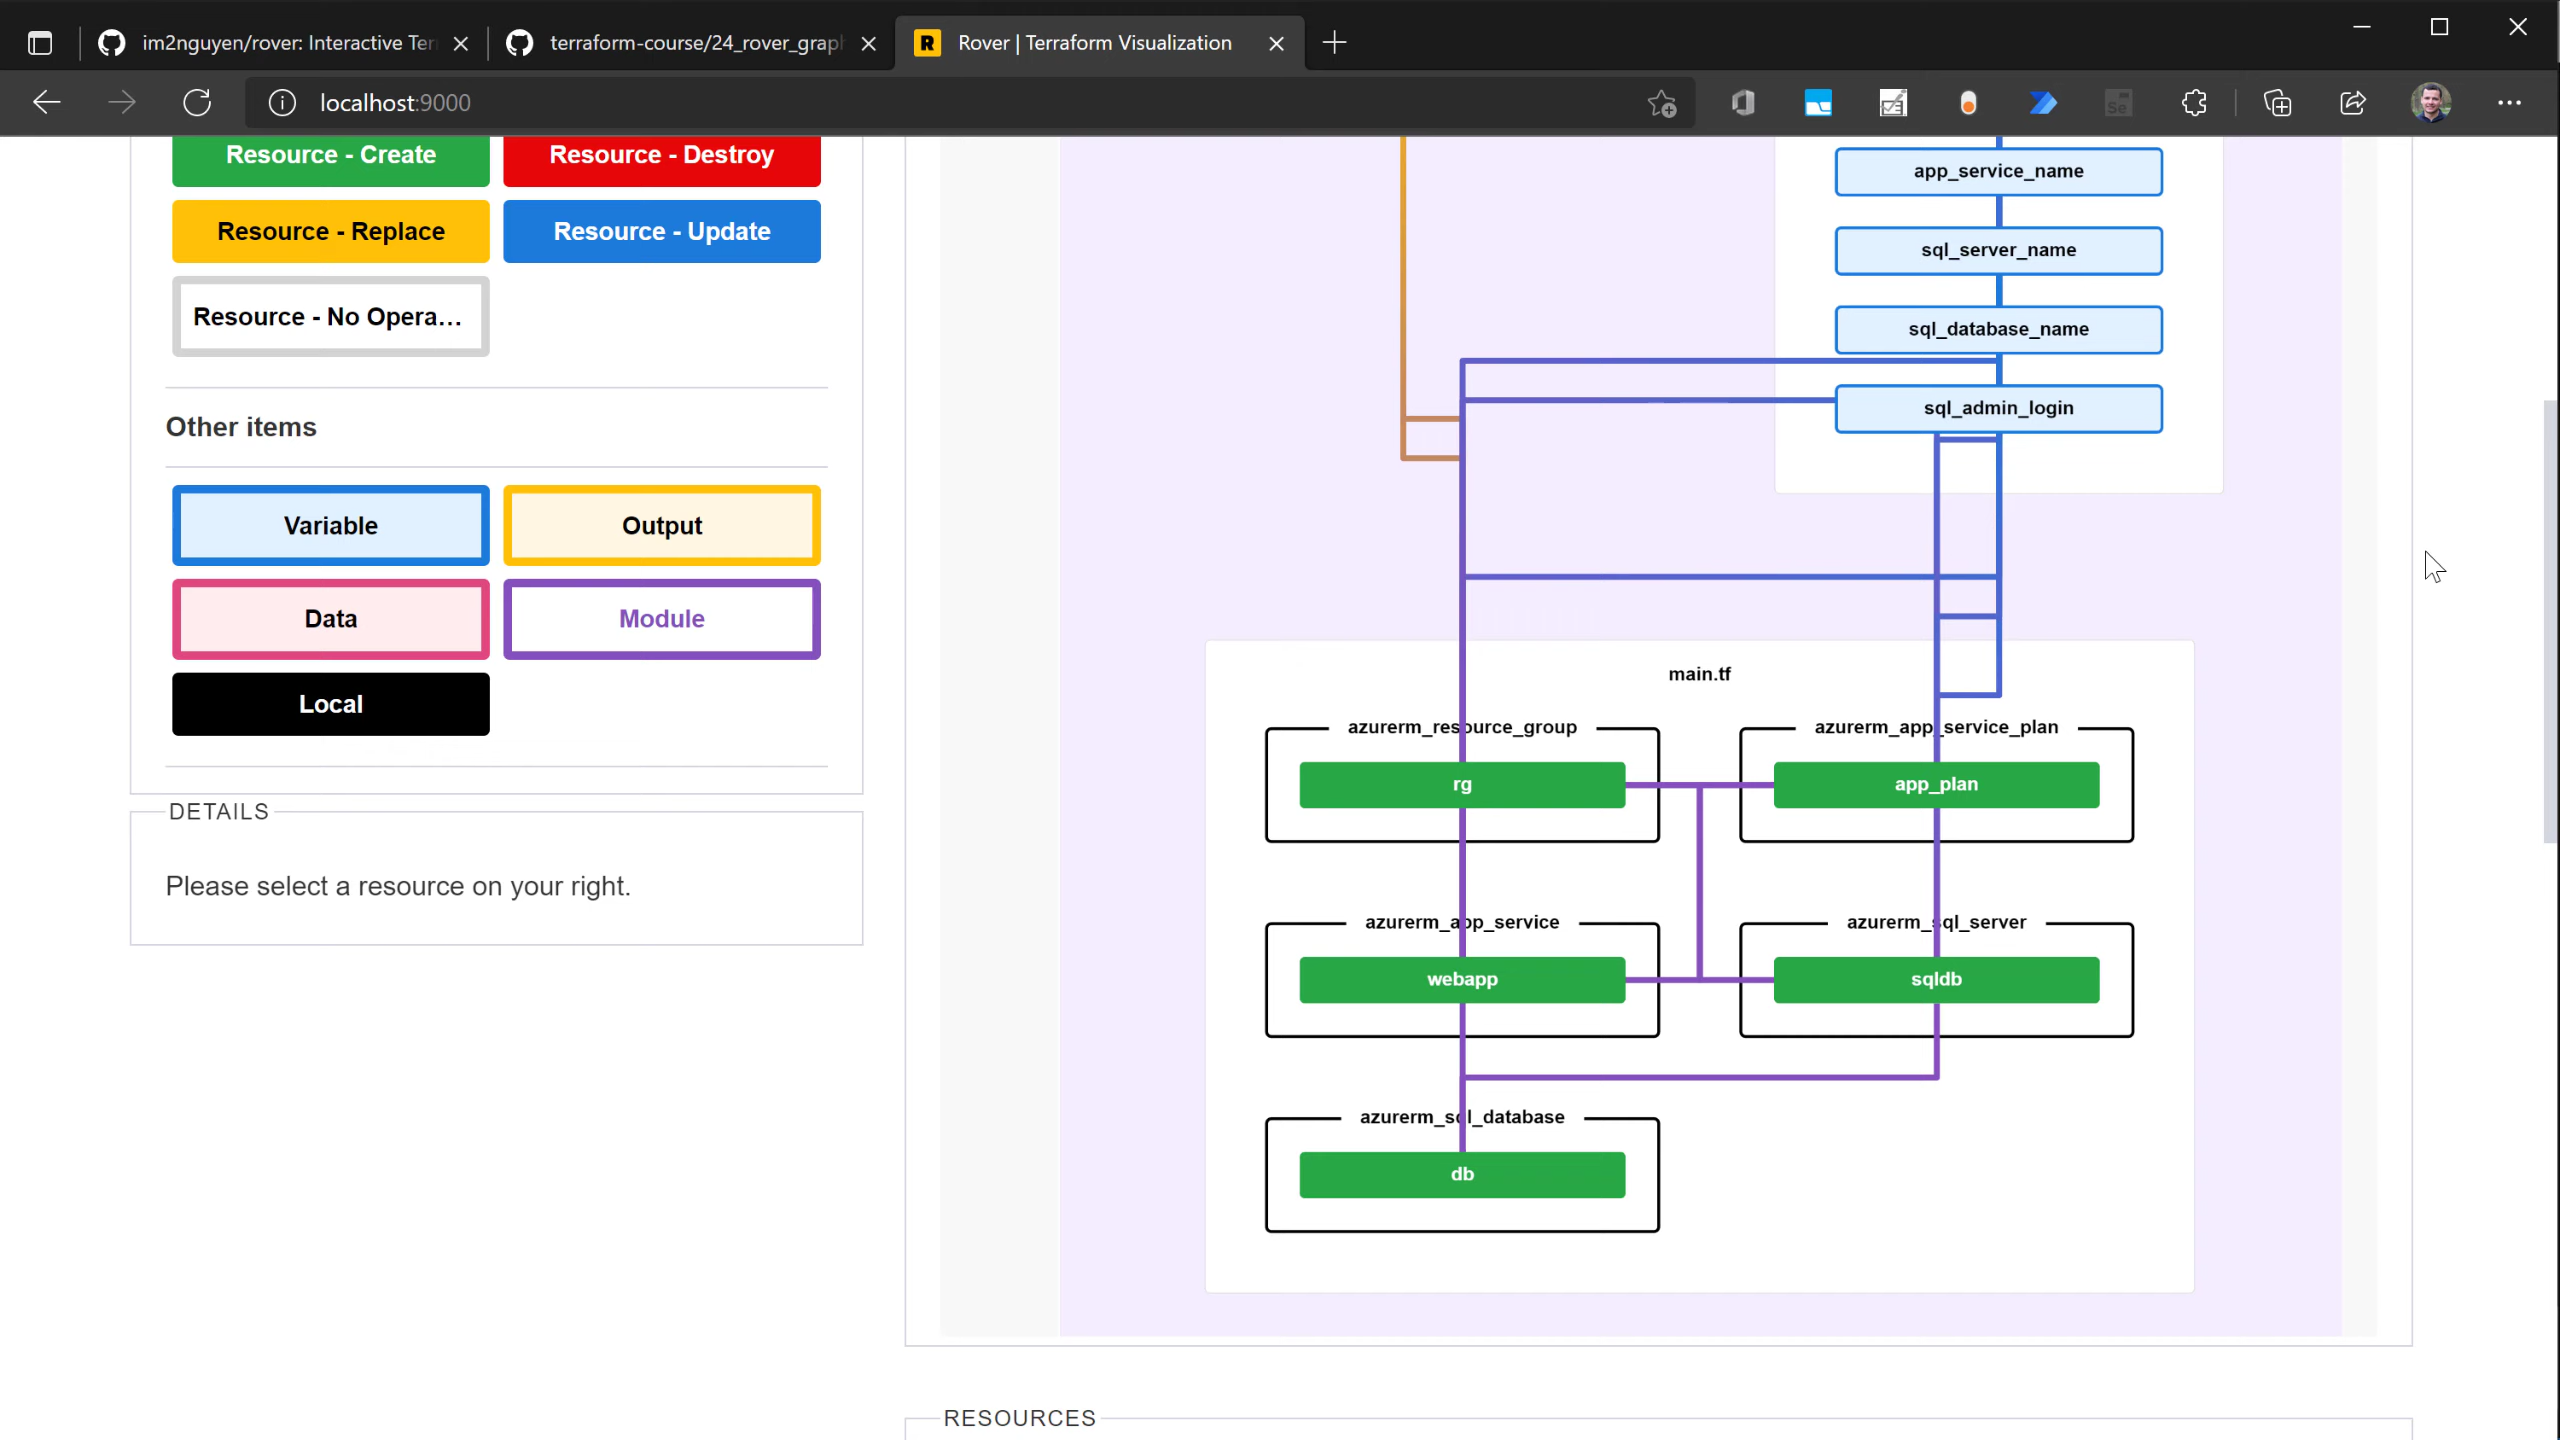 im2nguyen/rover: Interactive Ter
terraform-course/24_rover_grap
Rover | Terraform Visualization
localhost:9000
Resource - Create
Resource - Destroy
Resource - Replace
Resource - Update
Resource - No Opera…
Other items
Variable
Output
Data
Module
Local
DETAILS
Please select a resource on your right.
app_service_name
sql_server_name
sql_database_name
sql_admin_login
main.tf
azurerm_resource_group
azurerm_app_service_plan
rg
app_plan
azurerm_app_service
azurerm_sql_server
webapp
sqldb
azurerm_sql_database
db
RESOURCES